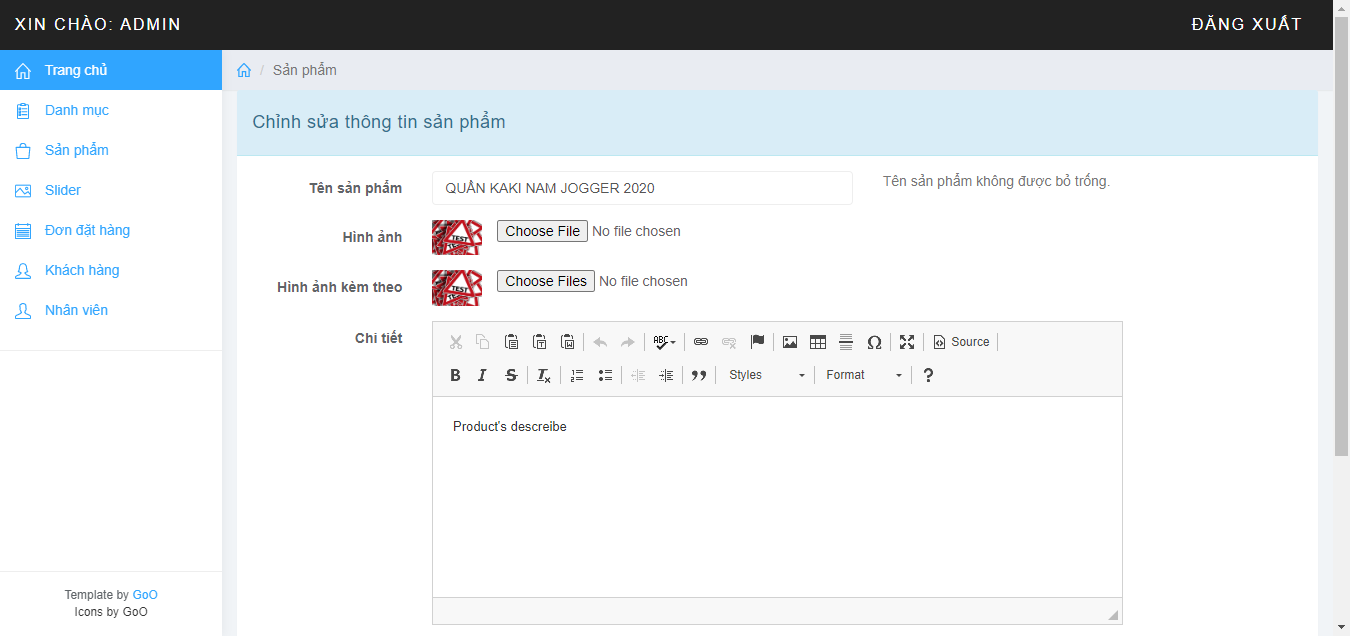 XIN CHÀO: ADMIN
ĐĂNG XUẤT
Trang chủ
Danh mục
Sản phẩm
Slider
Đơn đặt hàng
Khách hàng
Nhân viên
Template by GoO
Icons by GoO
/ Sản phẩm
Chỉnh sửa thông tin sản phẩm
Tên sản phẩm QUẦN KAKI NAM JOGGER 2020 Tên sản phẩm không được bỏ trống.
Hình ảnh TEST Choose File No file chosen
Hình ảnh kèm theo TEST Choose Files No file chosen
Chi tiết
ABC Ω Source
B I S Tx Styles Format ?
Product's descreibe